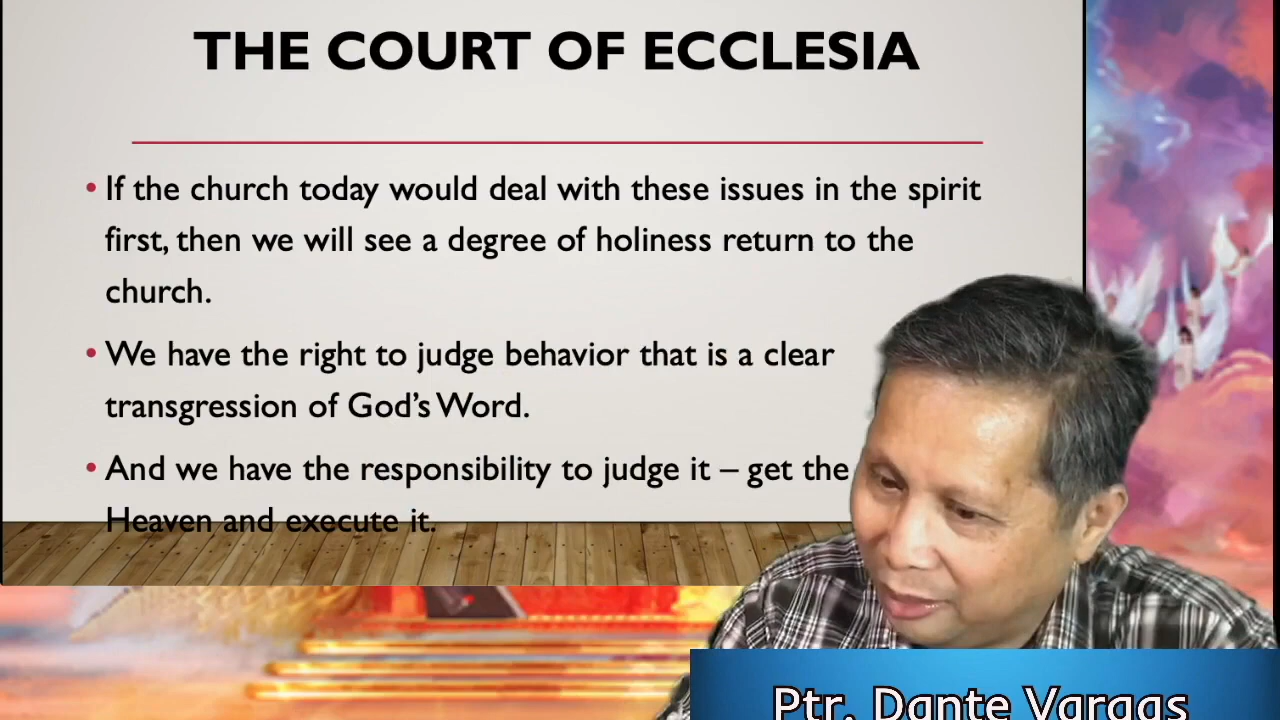 THE COURT OF ECCLESIA
• If the church today would deal with these issues in the spirit
first, then we will see a degree of holiness return to the
church.
• We have the right to judge behavior that is a clear
transgression of God's Word.
• And we have the responsibility to judge it – get the
Heaven and execute it.
Ptr. Dante Vargas